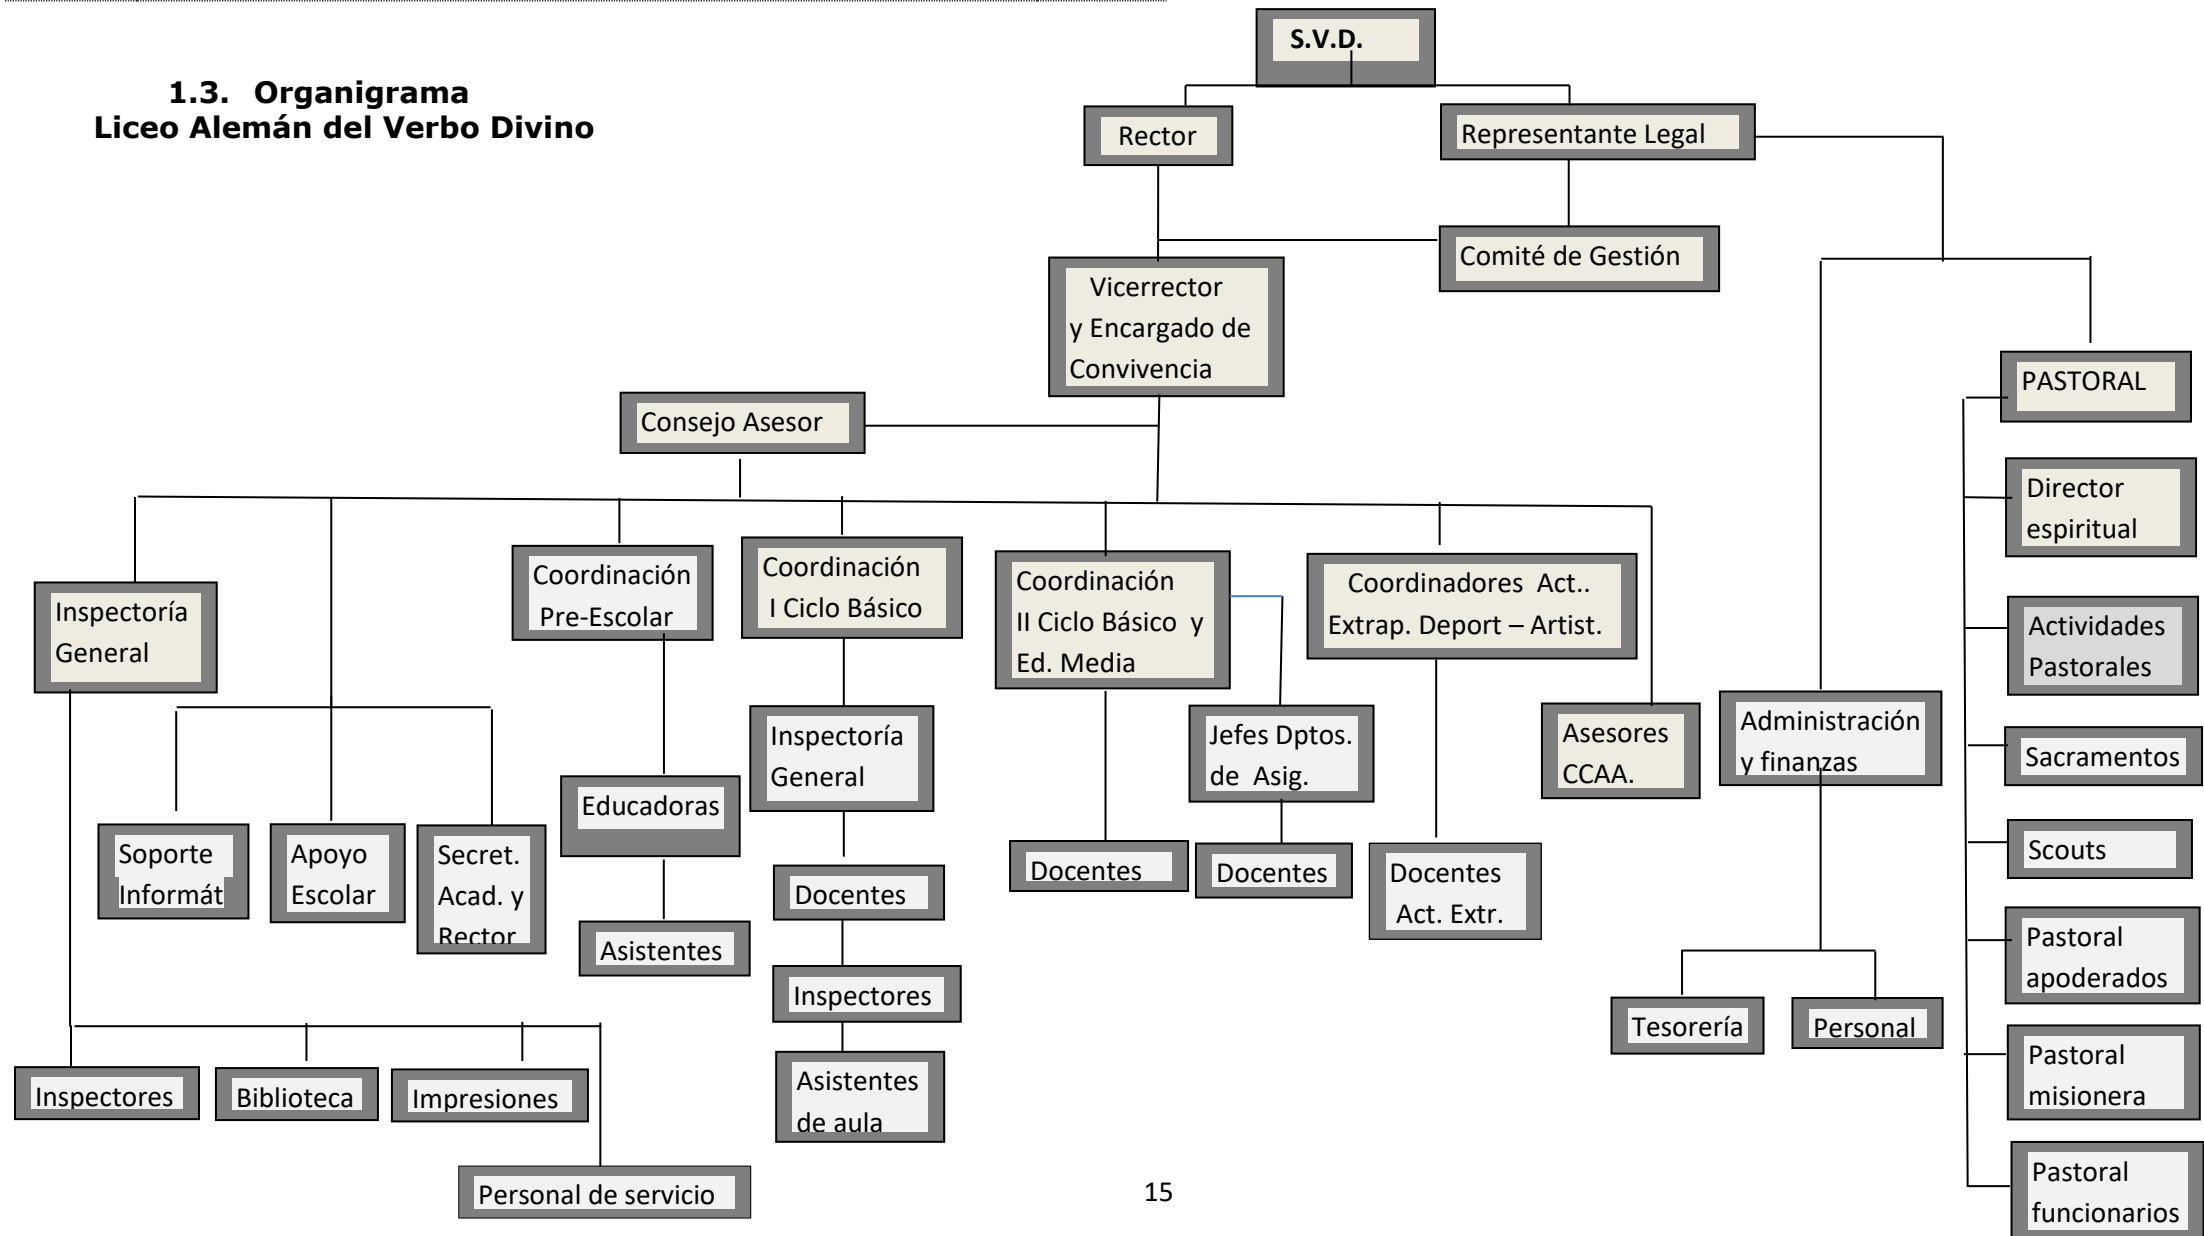 S.V.D.
1.3. Organigrama
Liceo Alemán del Verbo Divino
Rector
Representante Legal
Comité de Gestión
Vicerrector
y Encargado de
Convivencia
Consejo Asesor
PASTORAL
Director
espiritual
Inspectoría
General
Coordinación
Pre-Escolar
Coordinación
I Ciclo Básico
Coordinación
II Ciclo Básico y
Ed. Media
Coordinadores Act..
Extrap. Deport – Artist.
Actividades
Pastorales
Inspectoría
General
Jefes Dptos.
de Asig.
Asesores
CCAA.
Administración
y finanzas
Sacramentos
Soporte
Informát
Apoyo
Escolar
Secret.
Acad. y
Rector
Educadoras
Asistentes
Docentes
Docentes
Docentes
Docentes
Act. Extr.
Scouts
Pastoral
apoderados
Inspectores
Tesorería
Personal
Inspectores
Biblioteca
Impresiones
Asistentes
de aula
Pastoral
misionera
Personal de servicio
Pastoral
funcionarios
15